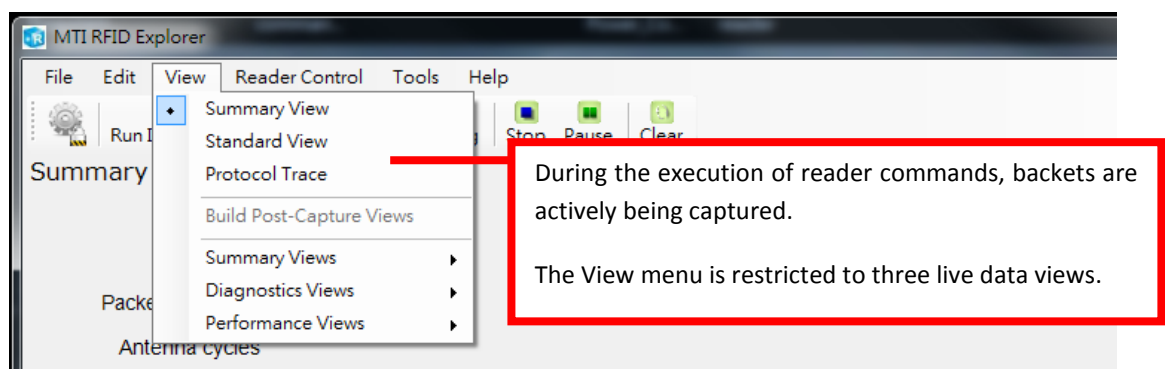 MTI RFID Explorer
File Edit View Reader Control Tools Help
Run
Stop Pause Clear
Summary View
Standard View
Protocol Trace
Build Post-Capture Views
Summary Views
Diagnostics Views
Performance Views
Summary
Packe
Antenna cycles
During the execution of reader commands, backets are
actively being captured.
The View menu is restricted to three live data views.